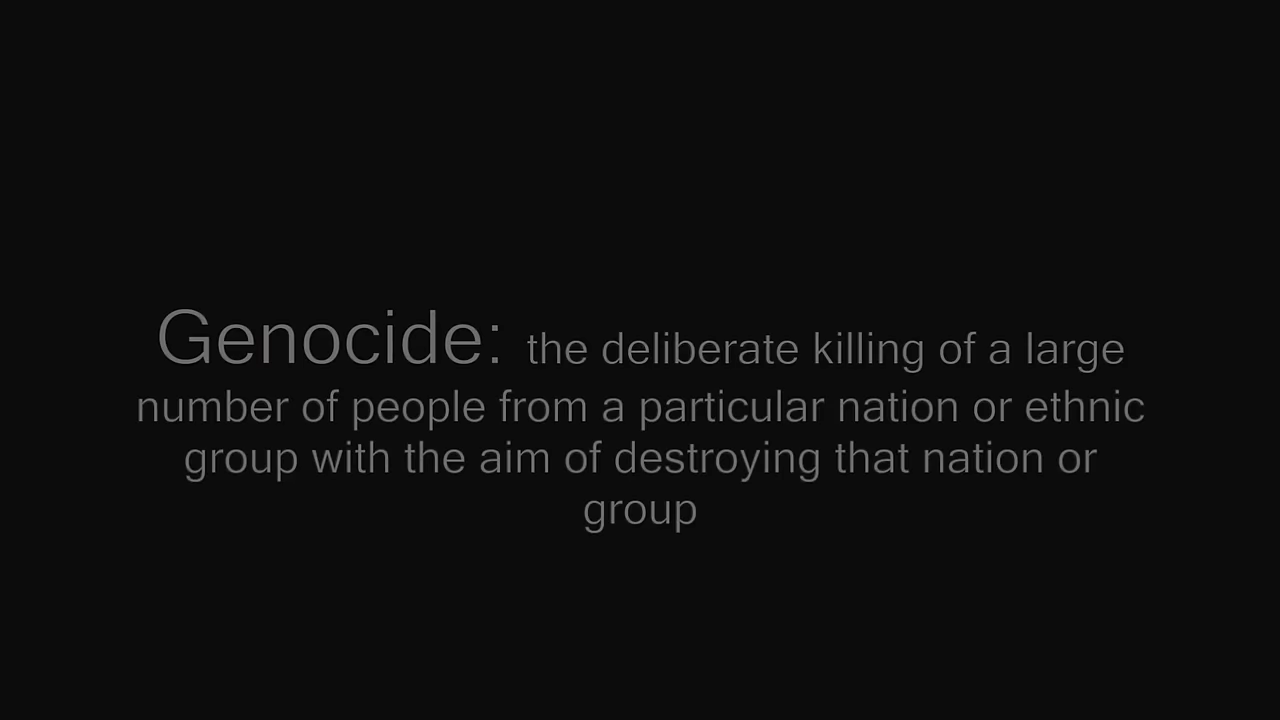 Genocide: the deliberate killing of a large
number of people from a particular nation or ethnic
group with the aim of destroying that nation or
group